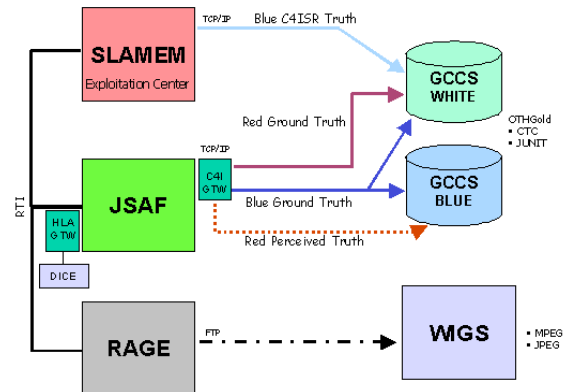 TCP/IP
Blue C4ISR Truth
SLAMEM
Exploitation Center
GCCS
WHITE
Red Ground Truth
OTHGold
• CTC
• JUNIT
TCP/IP
C4I
GTW
JSAF
RTI
HLA
GTW
DICE
Blue Ground Truth
GCCS
BLUE
Red Perceived Truth
RAGE
FTP
WIGS
• MPEG
• JPEG